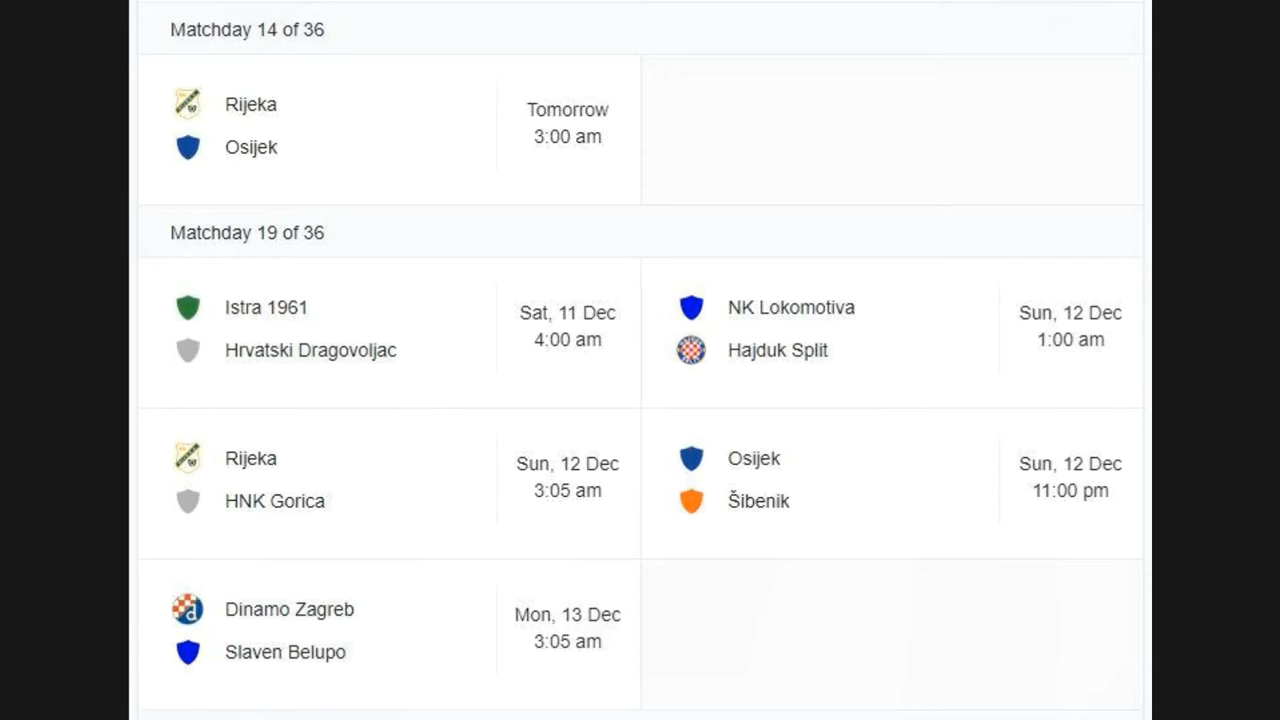 Matchday 14 of 36
Rijeka
Osijek
Tomorrow
3:00 am
Matchday 19 of 36
Istra 1961
Hrvatski Dragovoljac
Sat, 11 Dec
4:00 am
NK Lokomotiva
Hajduk Split
Sun, 12 Dec
1:00 am
Rijeka
HNK Gorica
Sun, 12 Dec
3:05 am
Osijek
Šibenik
Sun, 12 Dec
11:00 pm
Dinamo Zagreb
Slaven Belupo
Mon, 13 Dec
3:05 am